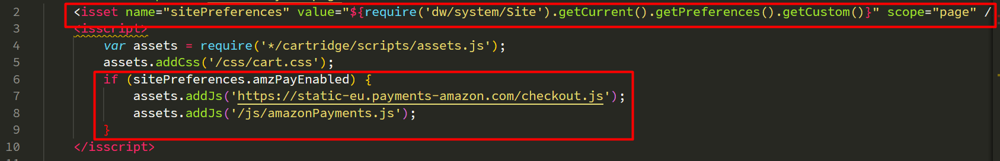 2 <isset name="sitePreferences" value="${require('dw/system/Site').getCurrent().getPreferences().getCustom()}" scope="page" /
3 <isscript>
4 var assets = require('*/cartridge/scripts/assets.js');
5 assets.addCss('/css/cart.css');
6 if (sitePreferences.amzPayEnabled) {
7 assets.addJs('https://static-eu.payments-amazon.com/checkout.js');
8 assets.addJs('/js/amazonPayments.js');
9 }
10 </isscript>